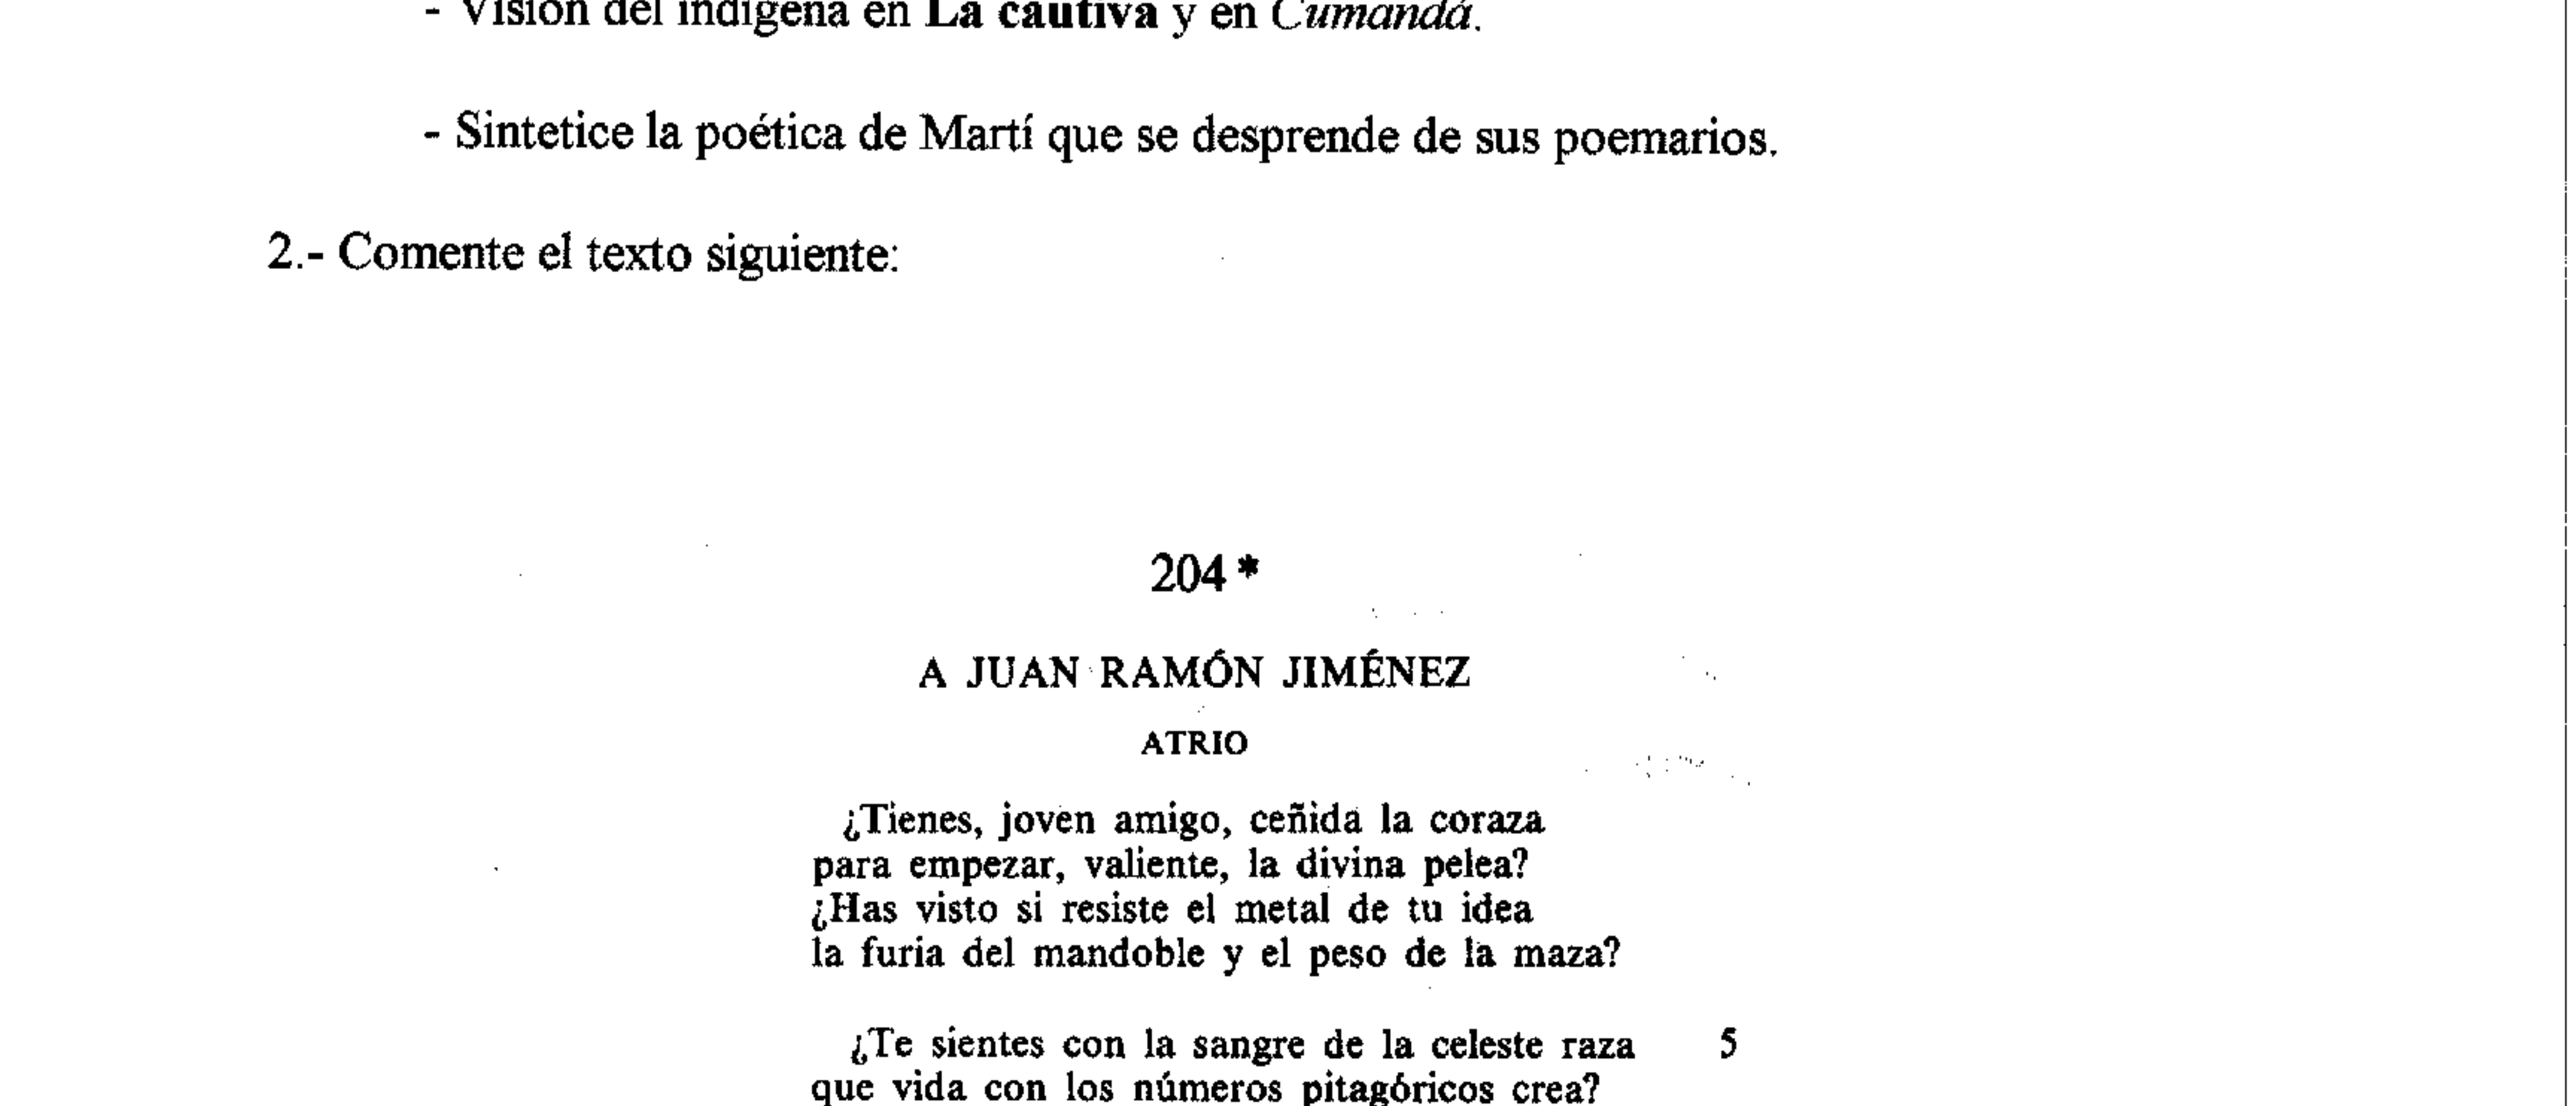 - Visión del indígena en La cautiva y en Cumandá.
- Sintetice la poética de Martí que se desprende de sus poemarios.
2.- Comente el texto siguiente:
204 *
A JUAN RAMÓN JIMÉNEZ
ATRIO
¿Tienes, joven amigo, ceñida la coraza
para empezar, valiente, la divina pelea?
¿Has visto si resiste el metal de tu idea
la furia del mandoble y el peso de la maza?
¿Te sientes con la sangre de la celeste raza 5
que vida con los números pitagóricos crea?